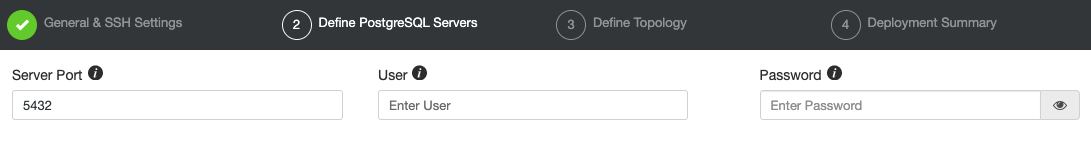 General & SSH Settings
2 Define PostgreSQL Servers
3 Define Topology
4 Deployment Summary
Server Port i
User i
Password i
5432
Enter User
Enter Password